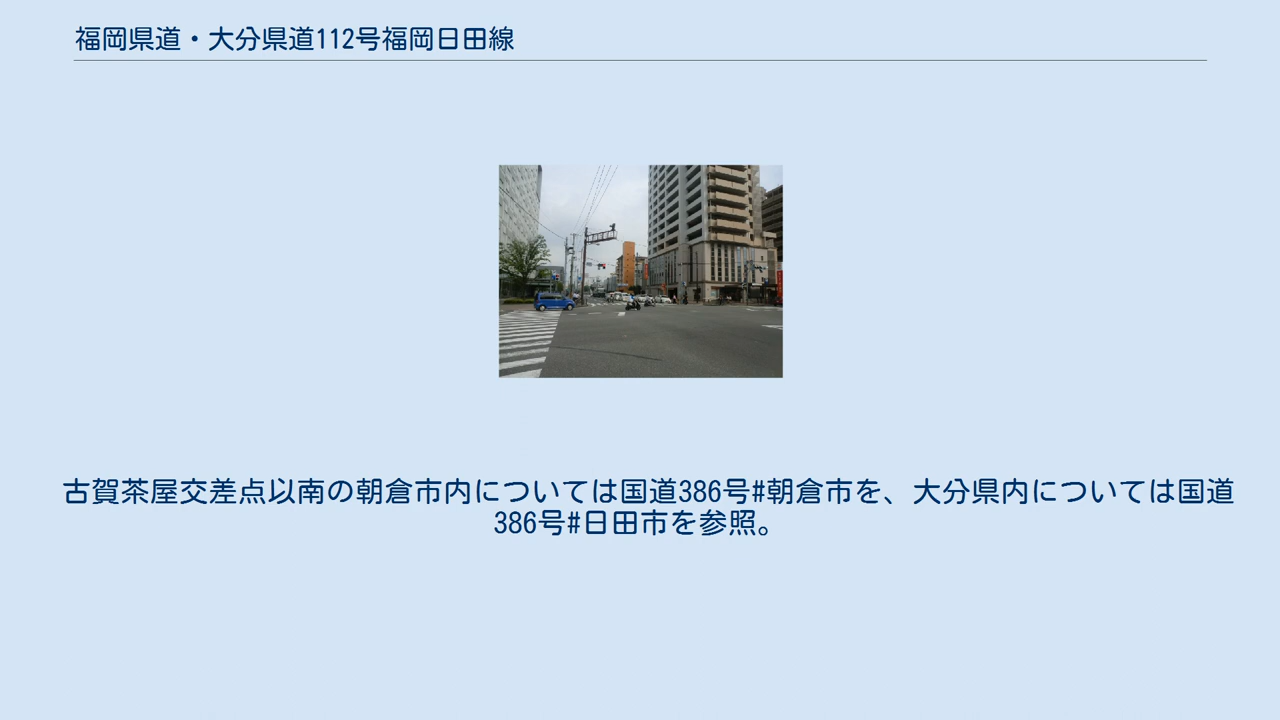 福岡県道・大分県道112号福岡日田線
古賀茶屋交差点以南の朝倉市内については国道386号#朝倉市を、大分県内については国道
386号#日田市を参照。